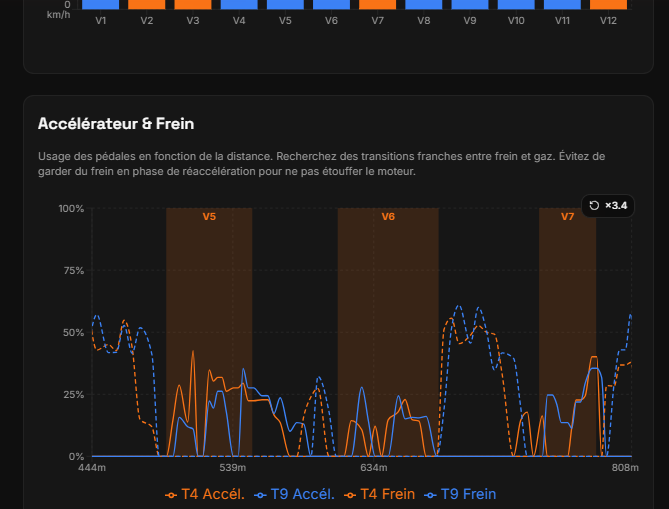 0
km/h
V1 V2 V3 V4 V5 V6 V7 V8 V9 V10 V11 V12
Accélérateur & Frein
Usage des pédales en fonction de la distance. Recherchez des transitions franches entre frein et gaz. Évitez de
garder du frein en phase de réaccélération pour ne pas étouffer le moteur.
×3.4
100%
V5 V6 V7
75%
50%
25%
0%
444m 539m 634m 808m
T4 Accél. T9 Accél. T4 Frein T9 Frein